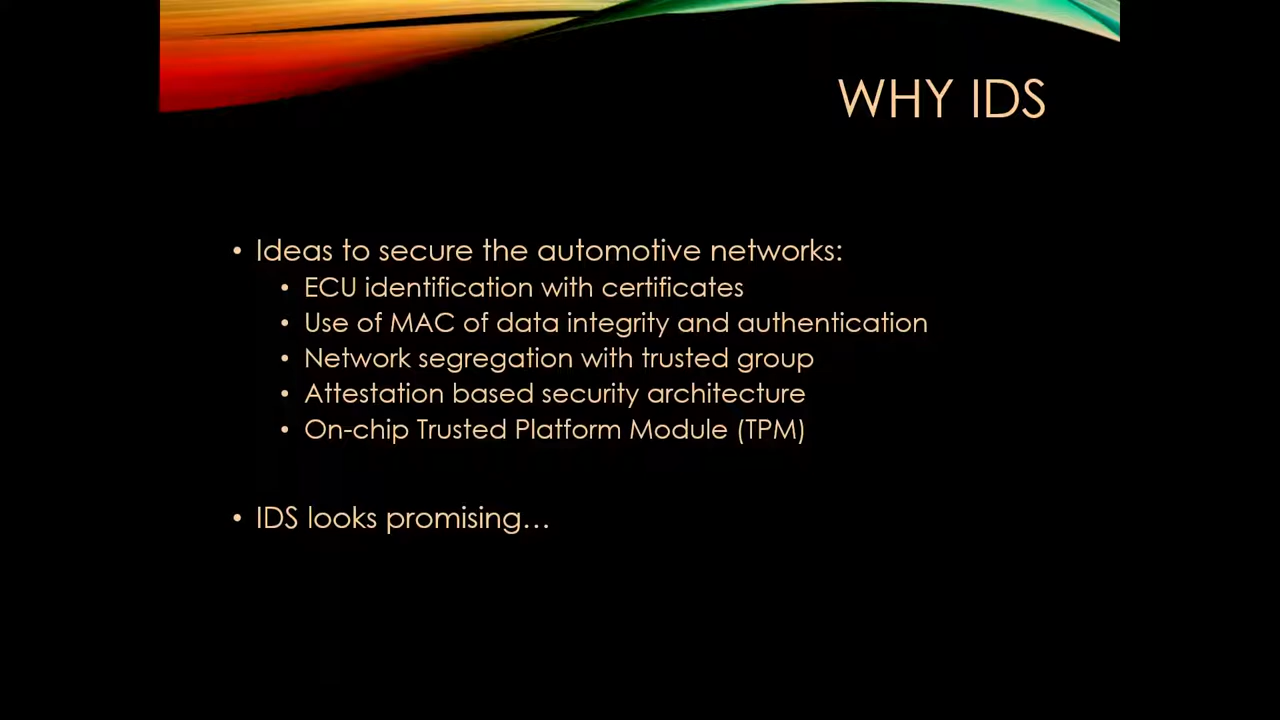 WHY IDS
• Ideas to secure the automotive networks:
• ECU identification with certificates
• Use of MAC of data integrity and authentication
• Network segregation with trusted group
• Attestation based security architecture
• On-chip Trusted Platform Module (TPM)
• IDS looks promising…